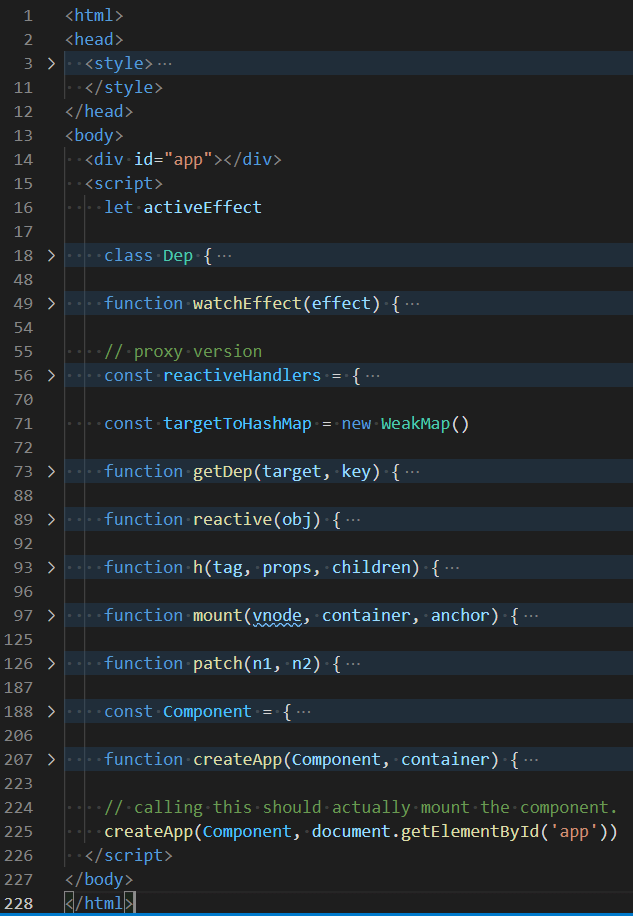 1 <html>
2 <head>
3 > <style>···
11 </style>
12 </head>
13 <body>
14 <div id="app"></div>
15 <script>
16 let activeEffect
17
18 > class Dep {···
48
49 > function watchEffect(effect) {···
54
55 // proxy version
56 > const reactiveHandlers = {···
70
71 const targetToHashMap = new WeakMap()
72
73 > function getDep(target, key) {···
88
89 > function reactive(obj) {···
92
93 > function h(tag, props, children) {···
96
97 > function mount(vnode, container, anchor) {···
125
126 > function patch(n1, n2) {···
187
188 > const Component = {···
206
207 > function createApp(Component, container) {···
223
224 // calling this should actually mount the component.
225 createApp(Component, document.getElementById('app'))
226 </script>
227 </body>
228 </html>